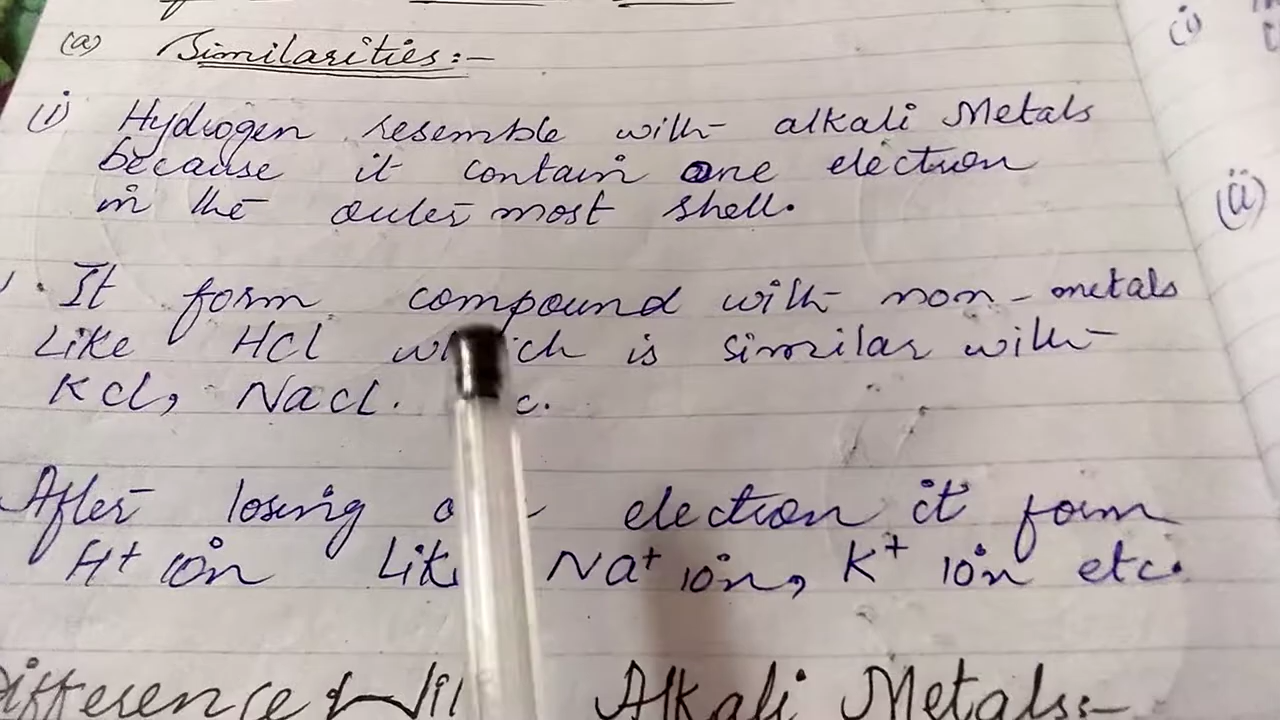 (a) Similarities:-
(i) Hydrogen resemble with alkali Metals
because it contain one electron
in the outer most shell.
It form compound with non-metals
Like HCl which is similar with
KCl, NaCl. c.
After losing electron it form
H+ ion Like Na+ ion, K+ ion etc.
Difference Alkali Metals:-
(i)
(ii)